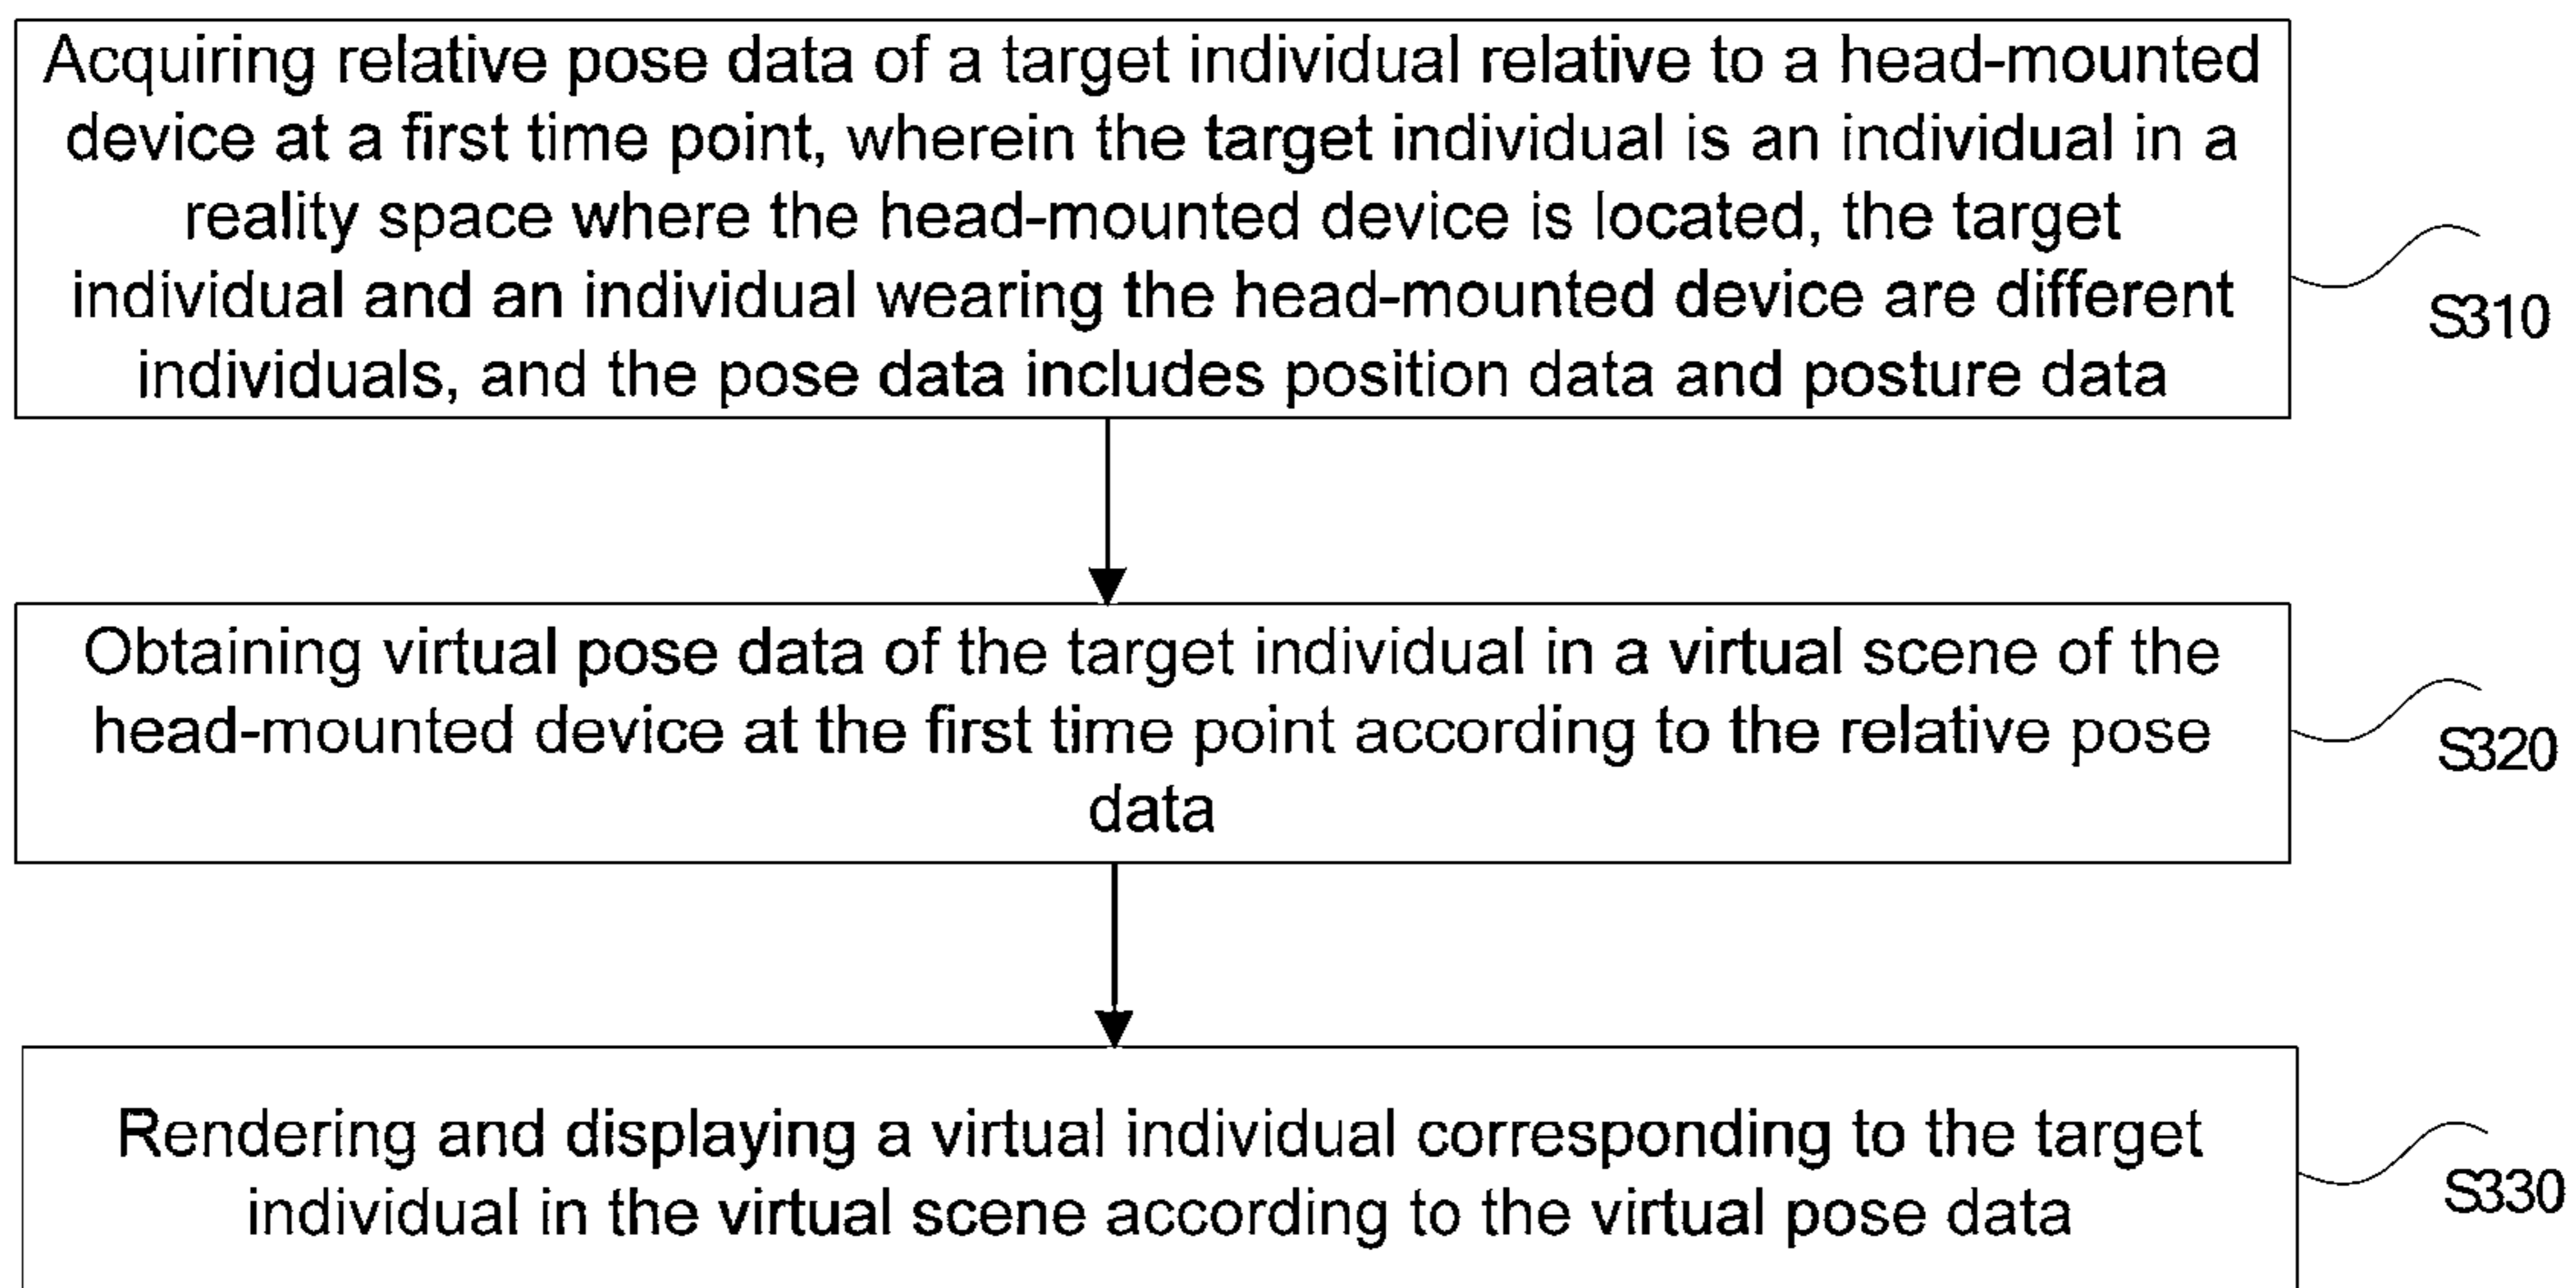 Acquiring relative pose data of a target individual relative to a head-mounted
device at a first time point, wherein the target individual is an individual in a
reality space where the head-mounted device is located, the target
individual and an individual wearing the head-mounted device are different
individuals, and the pose data includes position data and posture data
S310
Obtaining virtual pose data of the target individual in a virtual scene of the
head-mounted device at the first time point according to the relative pose
data
S320
Rendering and displaying a virtual individual corresponding to the target
individual in the virtual scene according to the virtual pose data
S330